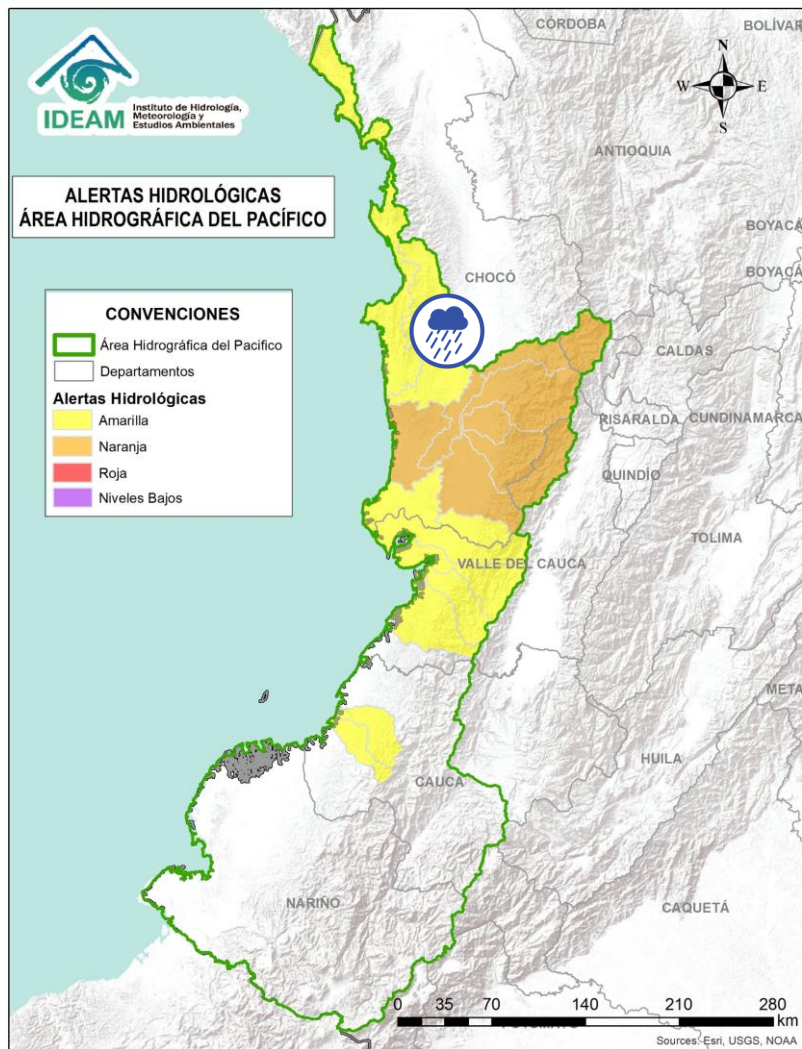 CÓRDOBA
BOLÍVAR
N
W
E
S
IDEAM
Instituto de Hidrología,
Meteorología y
Estudios Ambientales
ANTIOQUIA
ALERTAS HIDROLÓGICAS
ÁREA HIDROGRÁFICA DEL PACÍFICO
BOYACÁ
BOYACÁ
CHOCÓ
CONVENCIONES
Área Hidrográfica del Pacifico
Departamentos
Alertas Hidrológicas
Amarilla
Naranja
Roja
Niveles Bajos
CALDAS
RISARALDA
CUNDINAMARCA
QUINDÍO
TOLIMA
VALLE DEL CAUCA
META
HUILA
CAUCA
NARIÑO
CAQUETÁ
0 35 70 140 210 280
km
Sources: Esri, USGS, NOAA